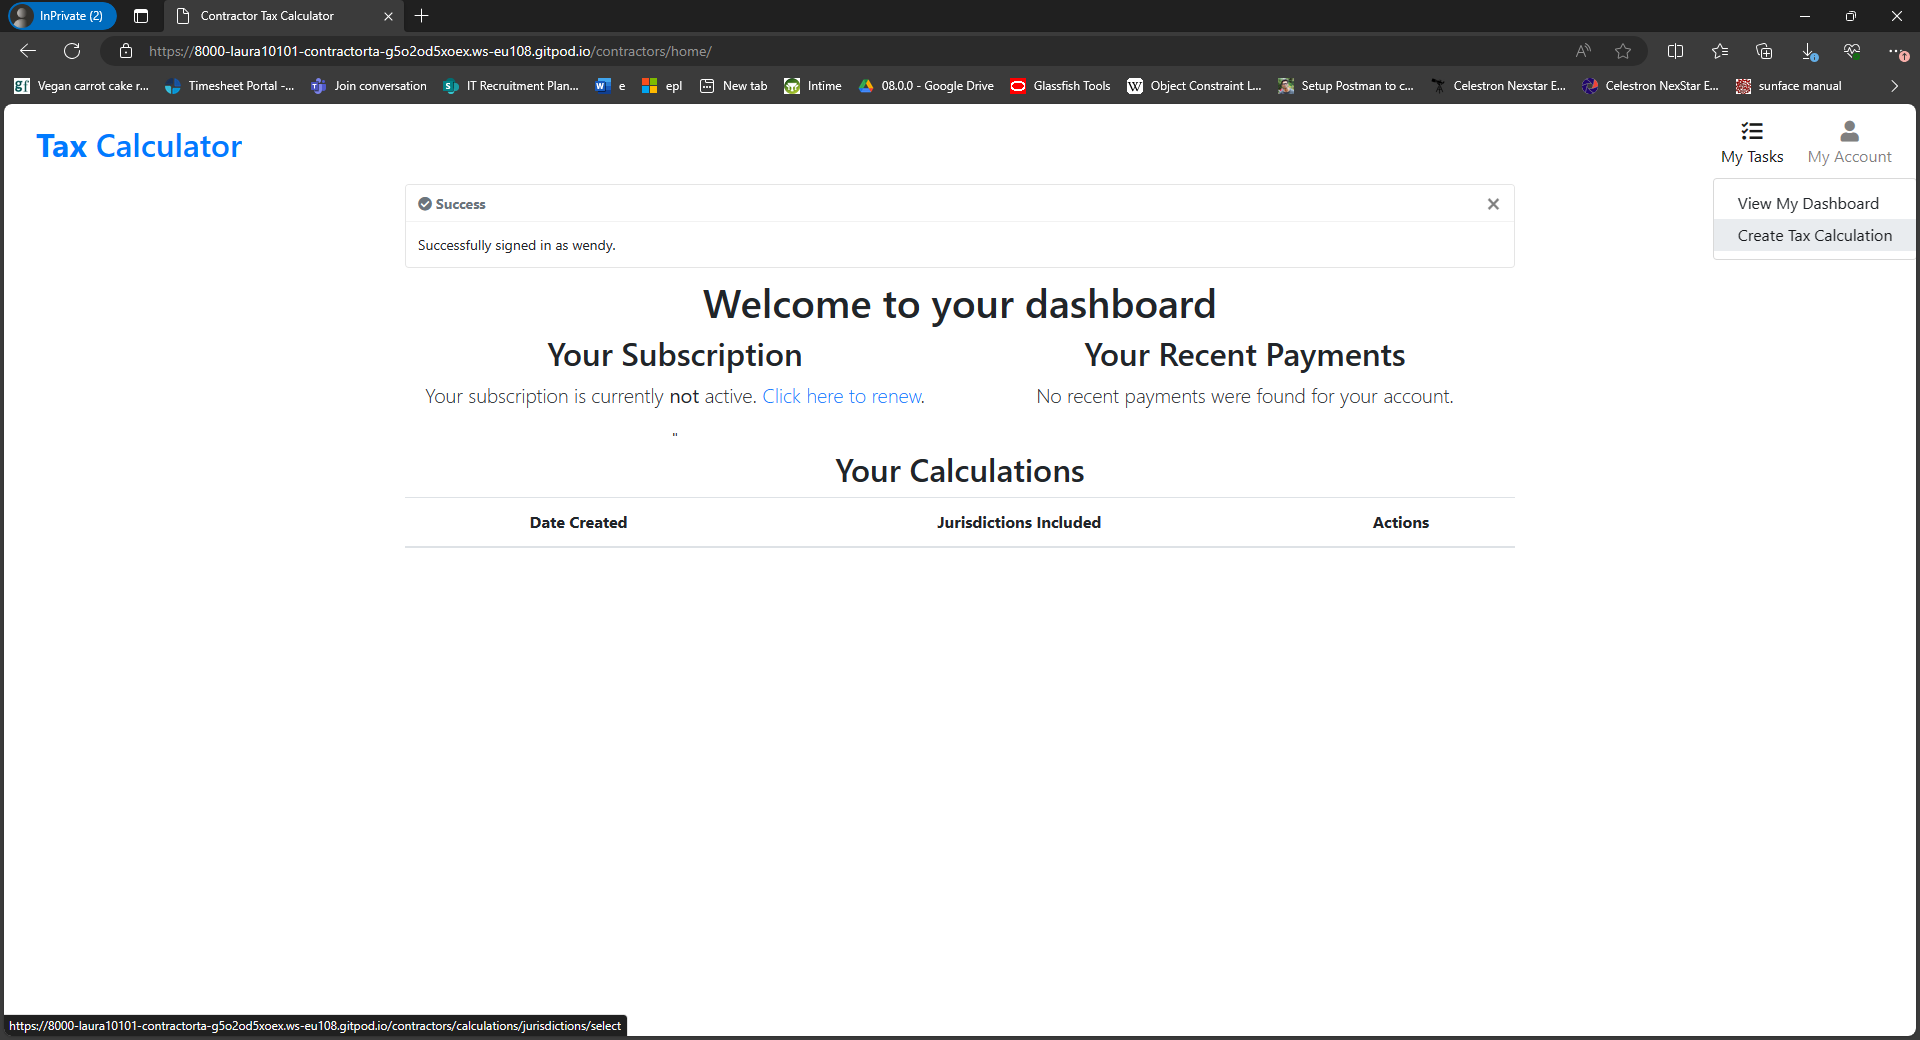 InPrivate (2)
Contractor Tax Calculator
https://8000-laura10101-contractorta-g5o2od5xoex.ws-eu108.gitpod.io/contractors/home/
gf Vegan carrot cake r...
Timesheet Portal -...
Join conversation
IT Recruitment Plan...
e
epl
New tab
Intime
08.0.0 - Google Drive
Glassfish Tools
W Object Constraint L...
Setup Postman to c...
Celestron Nexstar E...
Celestron NexStar E...
sunface manual
Tax Calculator
My Tasks
My Account
View My Dashboard
Create Tax Calculation
Success
Successfully signed in as wendy.
Welcome to your dashboard
Your Subscription
Your subscription is currently not active. Click here to renew.
"
Your Recent Payments
No recent payments were found for your account.
Your Calculations
Date Created Jurisdictions Included Actions
https://8000-laura10101-contractorta-g5o2od5xoex.ws-eu108.gitpod.io/contractors/calculations/jurisdictions/select